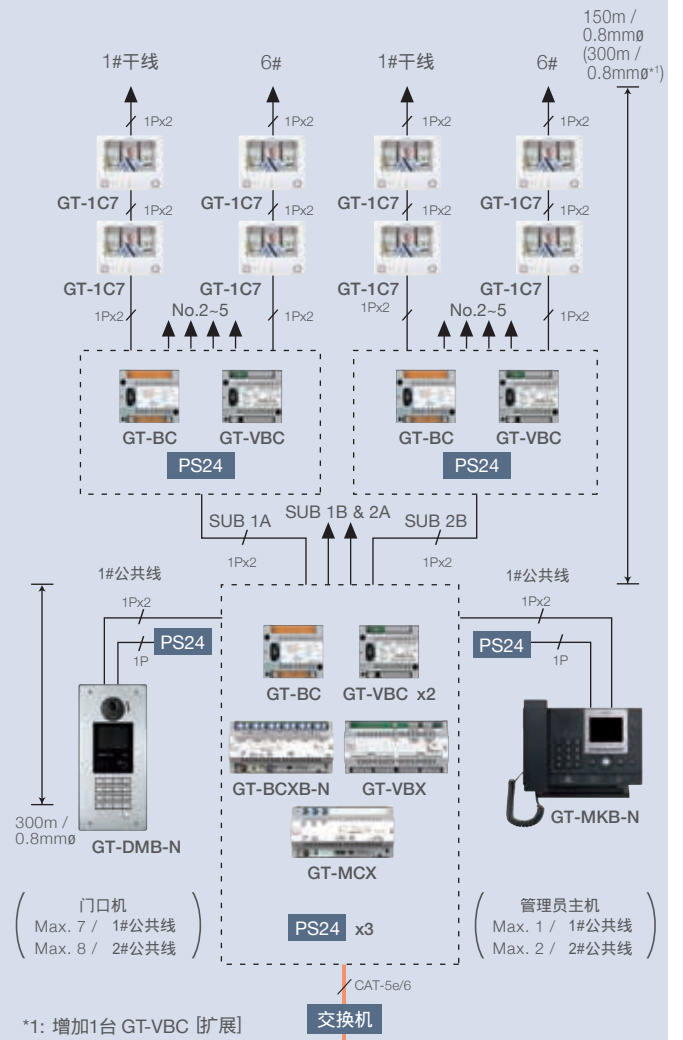 150m /
0.8mmø
(300m /
0.8mmø*1)
1#干线 6# 1#干线 6#
1Px2 1Px2 1Px2 1Px2
GT-1C7 GT-1C7 GT-1C7 GT-1C7
1Px2 1Px2 1Px2 1Px2
GT-1C7 GT-1C7 GT-1C7 GT-1C7
1Px2 No.2~5 1Px2 1Px2 No.2~5 1Px2
GT-BC GT-VBC GT-BC GT-VBC
PS24 PS24
SUB 1A SUB 1B & 2A SUB 2B
1Px2 1Px2
1#公共线 1#公共线
1Px2 1Px2
PS24 PS24
1P 1P
GT-BC GT-VBC x2
GT-BCXB-N GT-VBX
GT-MCX
300m /
0.8mmø
GT-DMB-N GT-MKB-N
门口机
Max. 7 / 1#公共线
Max. 8 / 2#公共线
管理员主机
Max. 1 / 1#公共线
Max. 2 / 2#公共线
PS24 x3
CAT-5e/6
交换机
*1: 增加1台 GT-VBC [扩展]